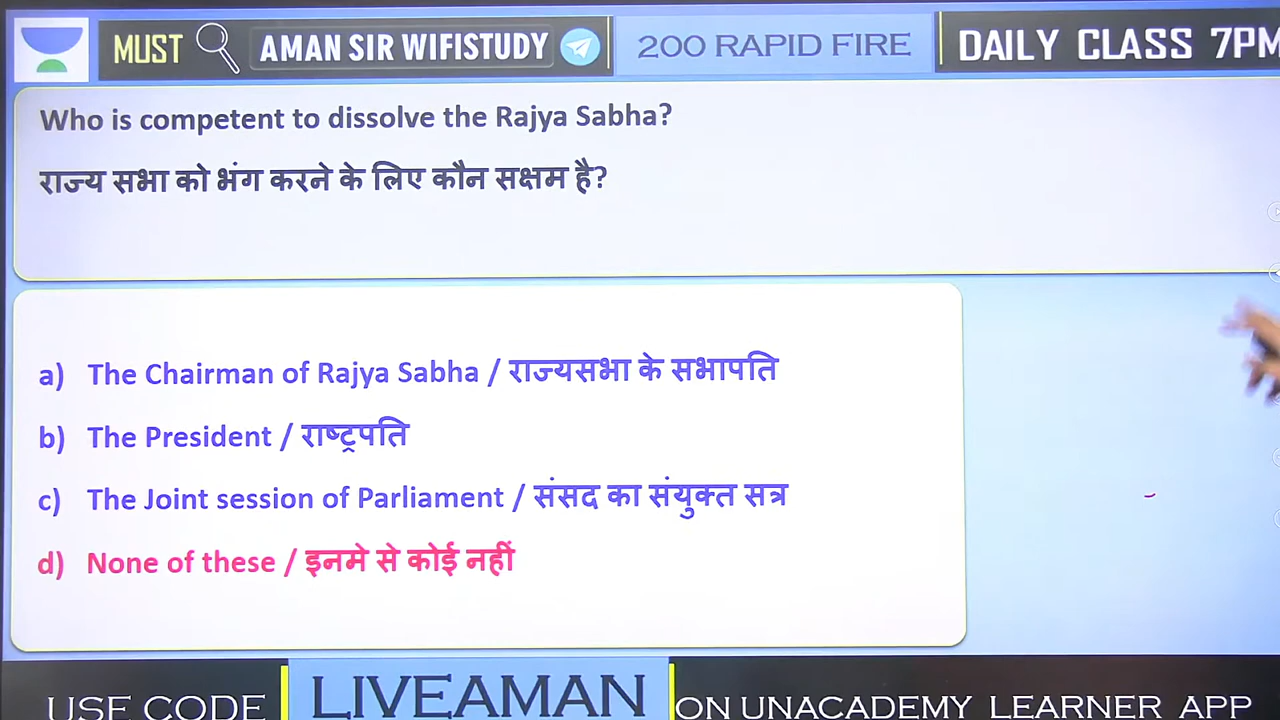 MUST AMAN SIR WIFISTUDY 200 RAPID FIRE DAILY CLASS 7PM
Who is competent to dissolve the Rajya Sabha?
राज्य सभा को भंग करने के लिए कौन सक्षम है?
a) The Chairman of Rajya Sabha / राज्यसभा के सभापति
b) The President / राष्ट्रपति
c) The Joint session of Parliament / संसद का संयुक्त सत्र
d) None of these / इनमे से कोई नहीं
USE CODE LIVEAMAN ON UNACADEMY LEARNER APP